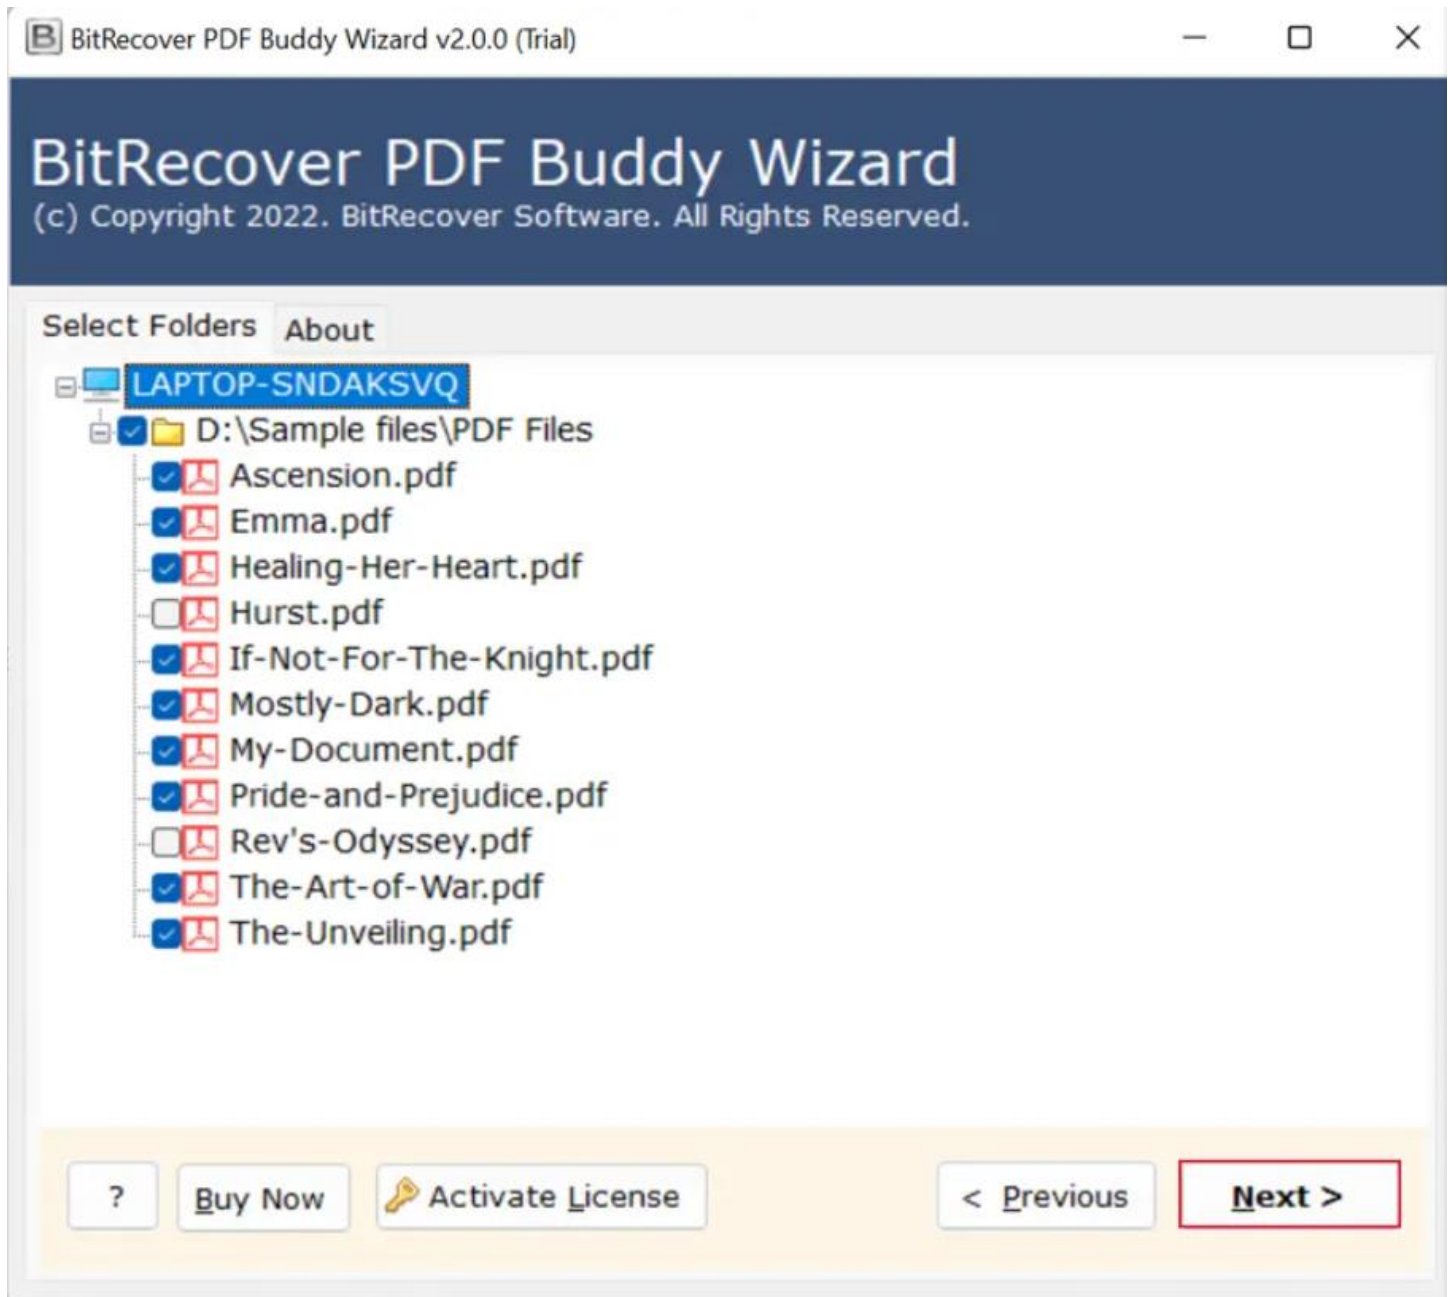 BitRecover PDF Buddy Wizard v2.0.0 (Trial)
BitRecover PDF Buddy Wizard
(c) Copyright 2022. BitRecover Software. All Rights Reserved.
Select Folders About
LAPTOP-SNDAKSVQ
D:\Sample files\PDF Files
Ascension.pdf
Emma.pdf
Healing-Her-Heart.pdf
Hurst.pdf
If-Not-For-The-Knight.pdf
Mostly-Dark.pdf
My-Document.pdf
Pride-and-Prejudice.pdf
Rev's-Odyssey.pdf
The-Art-of-War.pdf
The-Unveiling.pdf
? Buy Now Activate License < Previous Next >